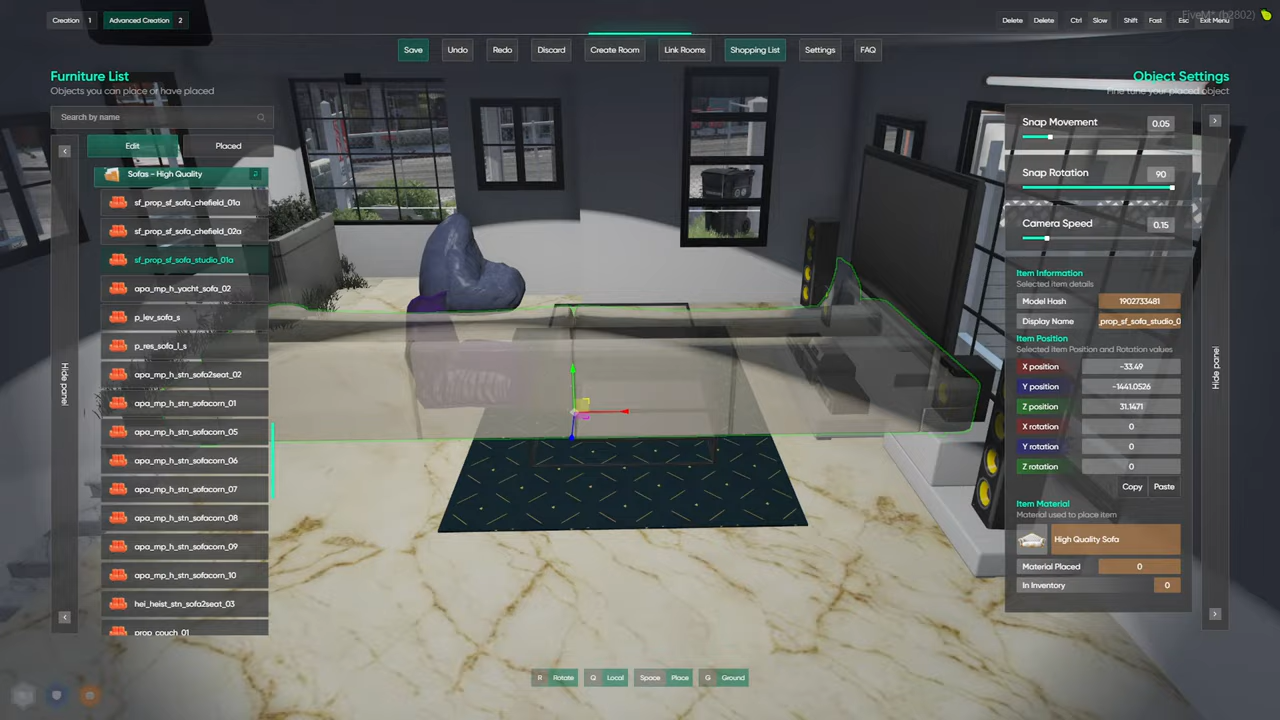 Creation 1 Advanced Creation 2
Delete Delete Ctrl Slow Shift Fast Esc Exit Menu
FiveM* (b2802)
Save Undo Redo Discard Create Room Link Rooms Shopping List Settings FAQ
Furniture List
Objects you can place or have placed
Search by name
Edit Placed
Sofas - High Quality
sf_prop_sf_sofa_chefield_01a
sf_prop_sf_sofa_chefield_02a
sf_prop_sf_sofa_studio_01a
apa_mp_h_yacht_sofa_02
p_lev_sofa_s
p_res_sofa_l_s
apa_mp_h_stn_sofa2seat_02
apa_mp_h_stn_sofacorn_01
apa_mp_h_stn_sofacorn_05
apa_mp_h_stn_sofacorn_06
apa_mp_h_stn_sofacorn_07
apa_mp_h_stn_sofacorn_08
apa_mp_h_stn_sofacorn_09
apa_mp_h_stn_sofacorn_10
hei_heist_stn_sofa2seat_03
prop_couch_01
Hide panel
Object Settings
Fine tune your placed object
Snap Movement 0.05
Snap Rotation 90
Camera Speed 0.15
Item Information
Selected item details
Model Hash 1902733481
Display Name _prop_sf_sofa_studio_0
Item Position
Selected item Position and Rotation values
X position -33.49
Y position -1441.0526
Z position 31.1471
X rotation 0
Y rotation 0
Z rotation 0
Copy Paste
Item Material
Material used to place item
High Quality Sofa
Material Placed 0
In Inventory 0
Hide panel
R Rotate Q Local Space Place G Ground